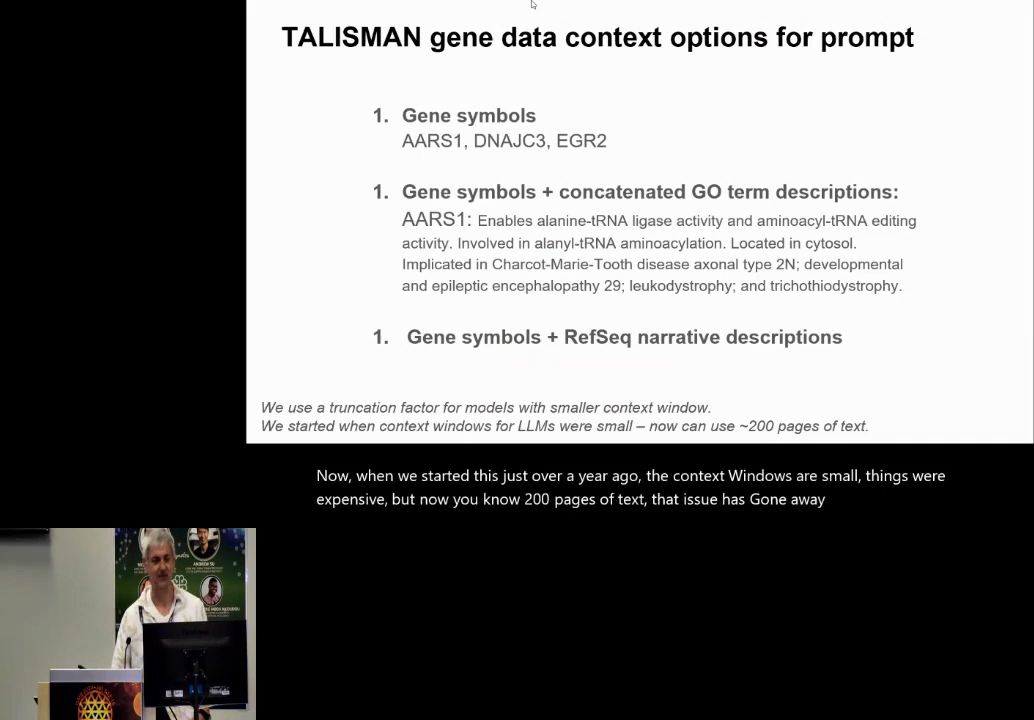 TALISMAN gene data context options for prompt
1. Gene symbols
AARS1, DNAJC3, EGR2
1. Gene symbols + concatenated GO term descriptions:
AARS1: Enables alanine-tRNA ligase activity and aminoacyl-tRNA editing
activity. Involved in alanyl-tRNA aminoacylation. Located in cytosol.
Implicated in Charcot-Marie-Tooth disease axonal type 2N; developmental
and epileptic encephalopathy 29; leukodystrophy; and trichothiodystrophy.
1. Gene symbols + RefSeq narrative descriptions
We use a truncation factor for models with smaller context window.
We started when context windows for LLMs were small – now can use ~200 pages of text.
Now, when we started this just over a year ago, the context Windows are small, things were
expensive, but now you know 200 pages of text, that issue has Gone away
ANDREW SU